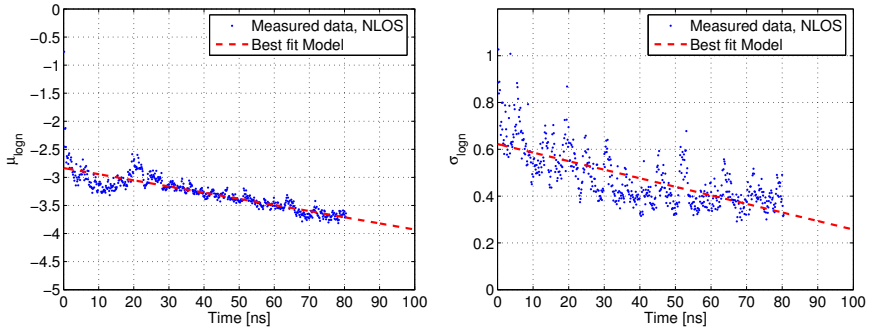 0
−0.5
−1
−1.5
−2
−2.5
−3
−3.5
−4
−4.5
−5
μlogn
0 10 20 30 40 50 60 70 80 90 100
Time [ns]
Measured data, NLOS
Best fit Model
1
0.8
0.6
0.4
0.2
0
σlogn
0 10 20 30 40 50 60 70 80 90 100
Time [ns]
Measured data, NLOS
Best fit Model